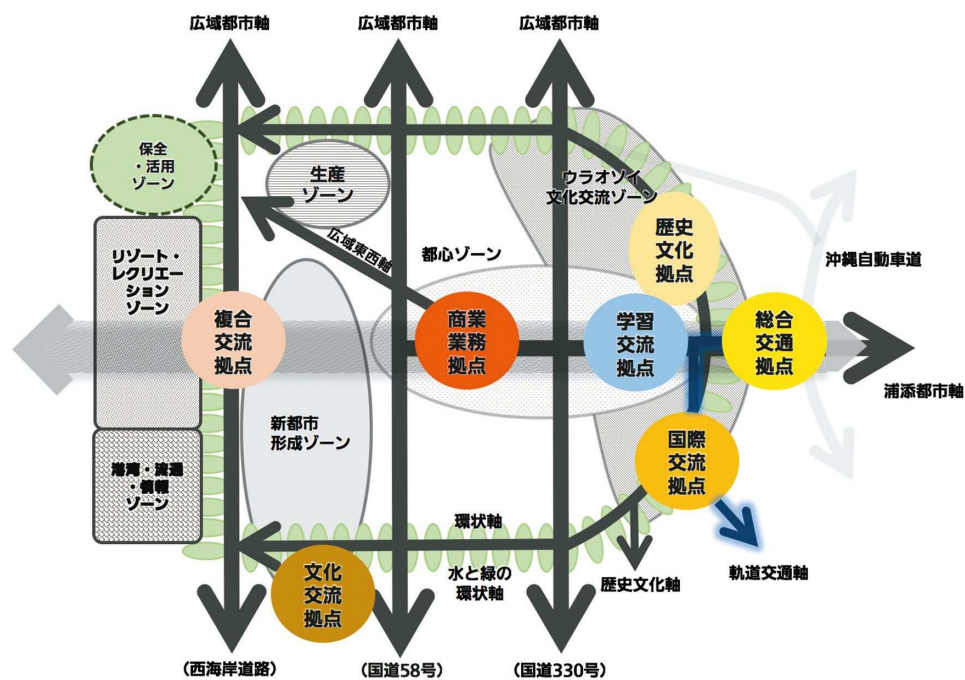 広域都市軸
広域都市軸
広域都市軸
保全
・活用
ゾーン
生産
ゾーン
ウラオソイ
文化交流ゾーン
リゾート・
レクリエー
ション
ゾーン
広域東西軸
都心ゾーン
歴史
文化
拠点
沖縄自動車道
複合
交流
拠点
商業
業務
拠点
学習
交流
拠点
総合
交通
拠点
浦添都市軸
新都市
形成ゾーン
国際
交流
拠点
港湾・流通
・情報
ゾーン
環状軸
水と緑の
環状軸
文化
交流
拠点
歴史文化軸
軌道交通軸
(西海岸道路)
(国道58号)
(国道330号)